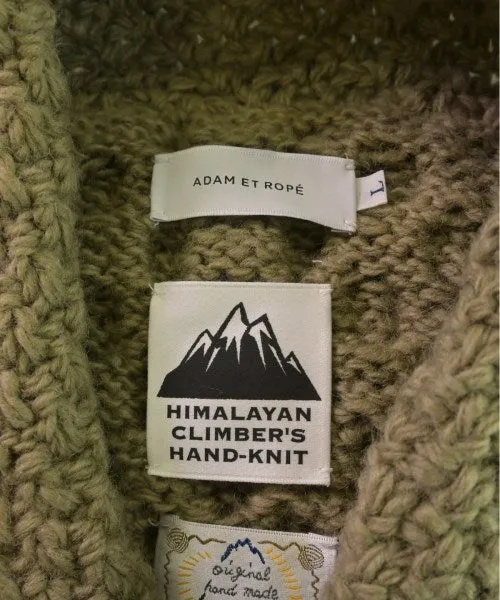 ADAM ET ROPÉ
L
HIMALAYAN
CLIMBER'S
HAND-KNIT
original
hand made